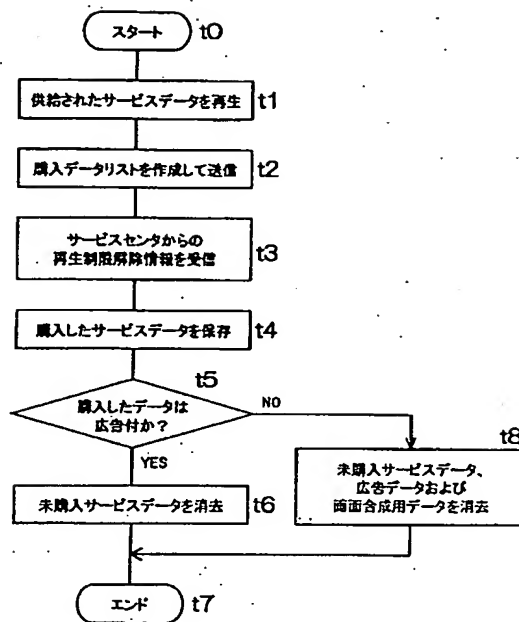 スタート t0
供給されたサービスデータを再生 t1
購入データリストを作成して送信 t2
サービスセンタからの
再生制限解除情報を受信 t3
購入したサービスデータを保存 t4
t5
購入したデータは
広告付か?
NO
YES
t8
未購入サービスデータ、
広告データおよび
画面合成用データを消去
未購入サービスデータを消去 t6
エンド t7